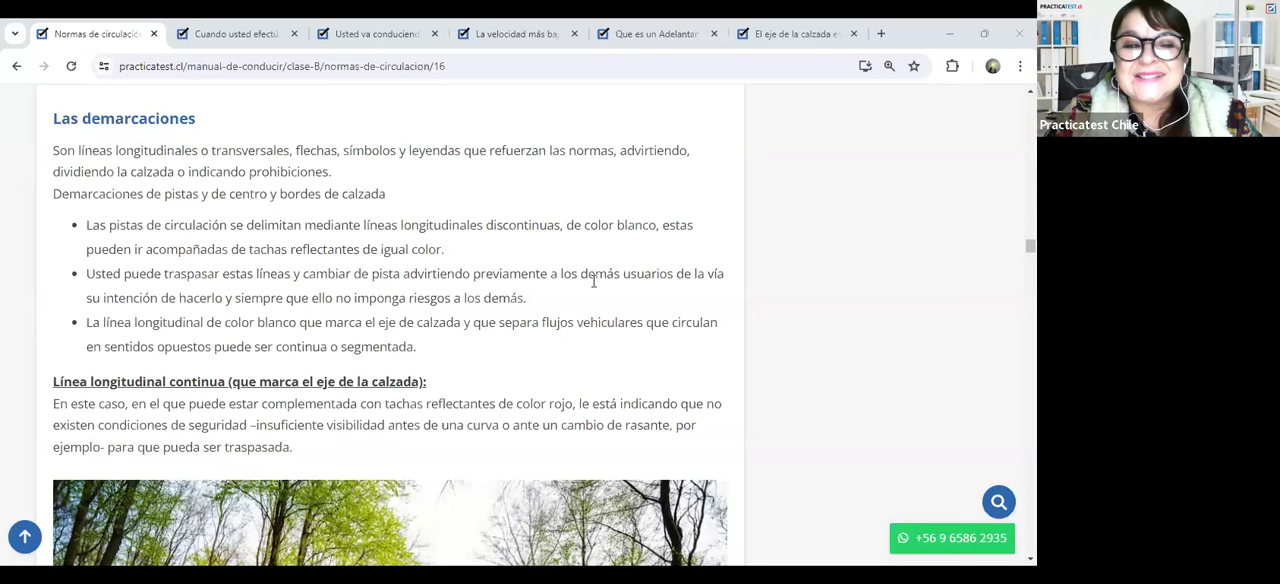 Normas de circulació
Cuando usted efectú
Usted va conduciend
La velocidad más ba
Que es un Adelantar
El eje de la calzada e
practicatest.cl/manual-de-conducir/clase-B/normas-de-circulacion/16
PRACTICATEST.cl
Practicatest Chile
Las demarcaciones
Son líneas longitudinales o transversales, flechas, símbolos y leyendas que refuerzan las normas, advirtiendo,
dividiendo la calzada o indicando prohibiciones.
Demarcaciones de pistas y de centro y bordes de calzada
Las pistas de circulación se delimitan mediante líneas longitudinales discontinuas, de color blanco, estas
pueden ir acompañadas de tachas reflectantes de igual color.
Usted puede traspasar estas líneas y cambiar de pista advirtiendo previamente a los demás usuarios de la vía
su intención de hacerlo y siempre que ello no imponga riesgos a los demás.
La línea longitudinal de color blanco que marca el eje de calzada y que separa flujos vehiculares que circulan
en sentidos opuestos puede ser continua o segmentada.
Línea longitudinal continua (que marca el eje de la calzada):
En este caso, en el que puede estar complementada con tachas reflectantes de color rojo, le está indicando que no
existen condiciones de seguridad –insuficiente visibilidad antes de una curva o ante un cambio de rasante, por
ejemplo- para que pueda ser traspasada.
+56 9 6586 2935